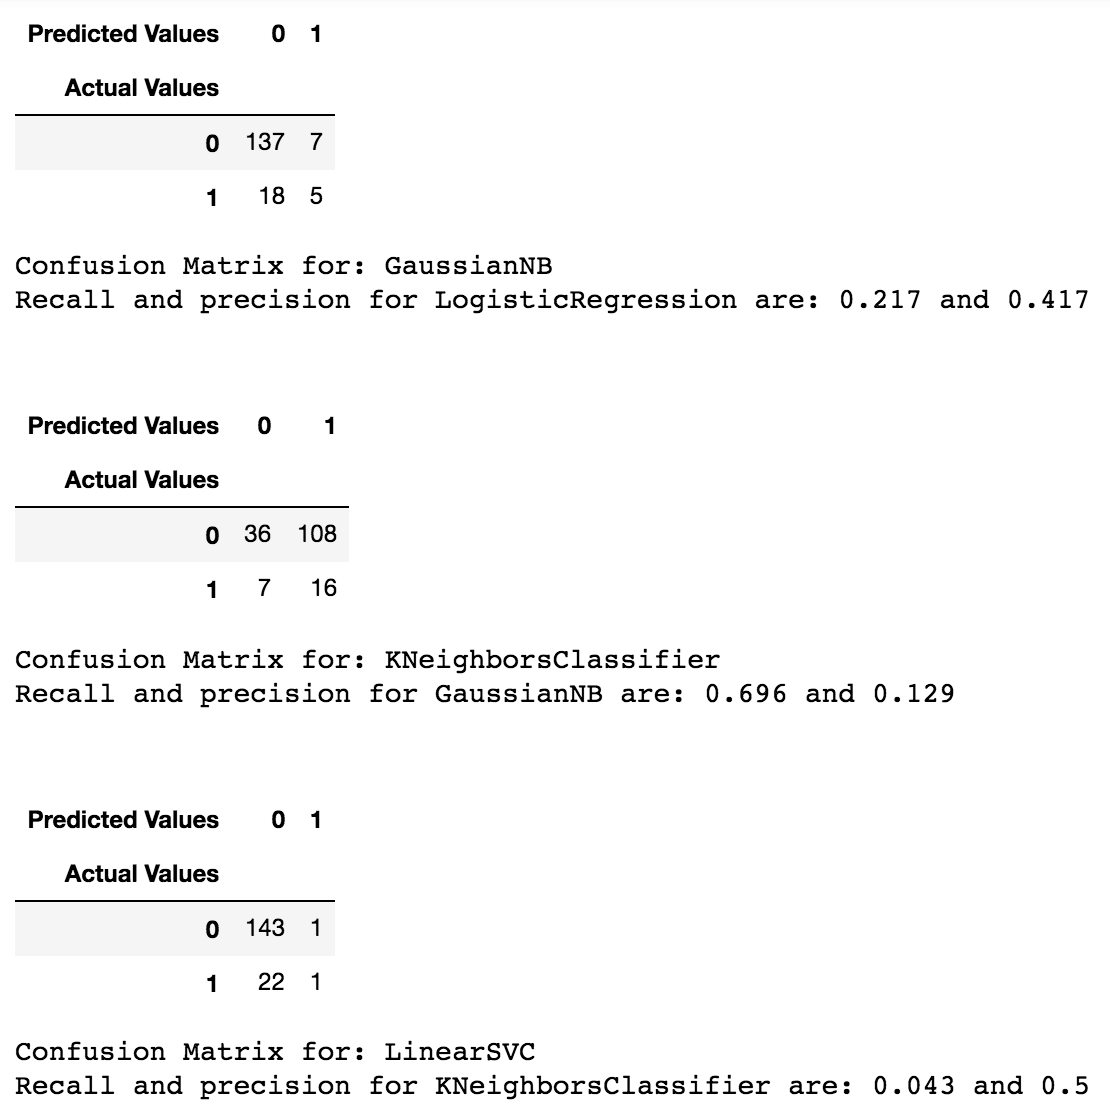 Predicted Values 0 1
Actual Values
0 137 7
1 18 5
Confusion Matrix for: GaussianNB
Recall and precision for LogisticRegression are: 0.217 and 0.417
Predicted Values 0 1
Actual Values
0 36 108
1 7 16
Confusion Matrix for: KNeighborsClassifier
Recall and precision for GaussianNB are: 0.696 and 0.129
Predicted Values 0 1
Actual Values
0 143 1
1 22 1
Confusion Matrix for: LinearSVC
Recall and precision for KNeighborsClassifier are: 0.043 and 0.5